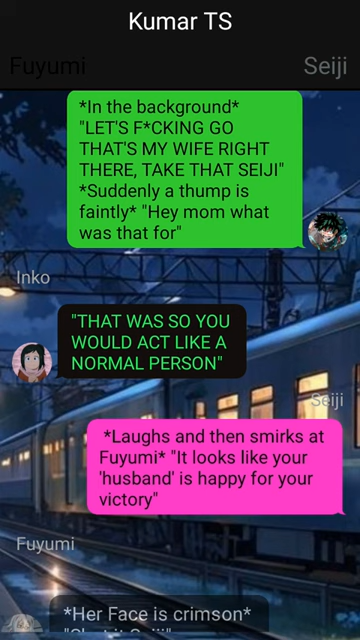 Kumar TS
Fuyumi
Seiji
*In the background*
"LET'S F*CKING GO
THAT'S MY WIFE RIGHT
THERE, TAKE THAT SEIJI"
*Suddenly a thump is
faintly* "Hey mom what
was that for"
Inko
"THAT WAS SO YOU
WOULD ACT LIKE A
NORMAL PERSON"
Seiji
*Laughs and then smirks at
Fuyumi* "It looks like your
'husband' is happy for your
victory"
Fuyumi
*Her Face is crimson*
"Shut it Seiji"